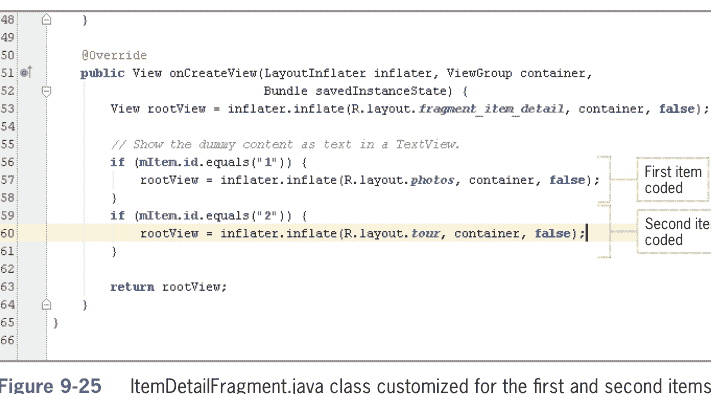 48 }
49
50 @Override
51 public View onCreateView(LayoutInflater inflater, ViewGroup container,
52 Bundle savedInstanceState) {
53 View rootView = inflater.inflate(R.layout.fragment_item_detail, container, false);
54
55 // Show the dummy content as text in a TextView.
56 if (mItem.id.equals("1")) {
57 rootView = inflater.inflate(R.layout.photos, container, false);
58 }
59 if (mItem.id.equals("2")) {
60 rootView = inflater.inflate(R.layout.tour, container, false);
61 }
62
63 return rootView;
64 }
65 }
66
First item
coded
Second ite
coded
Figure 9-25 ItemDetailFragment.java class customized for the first and second items